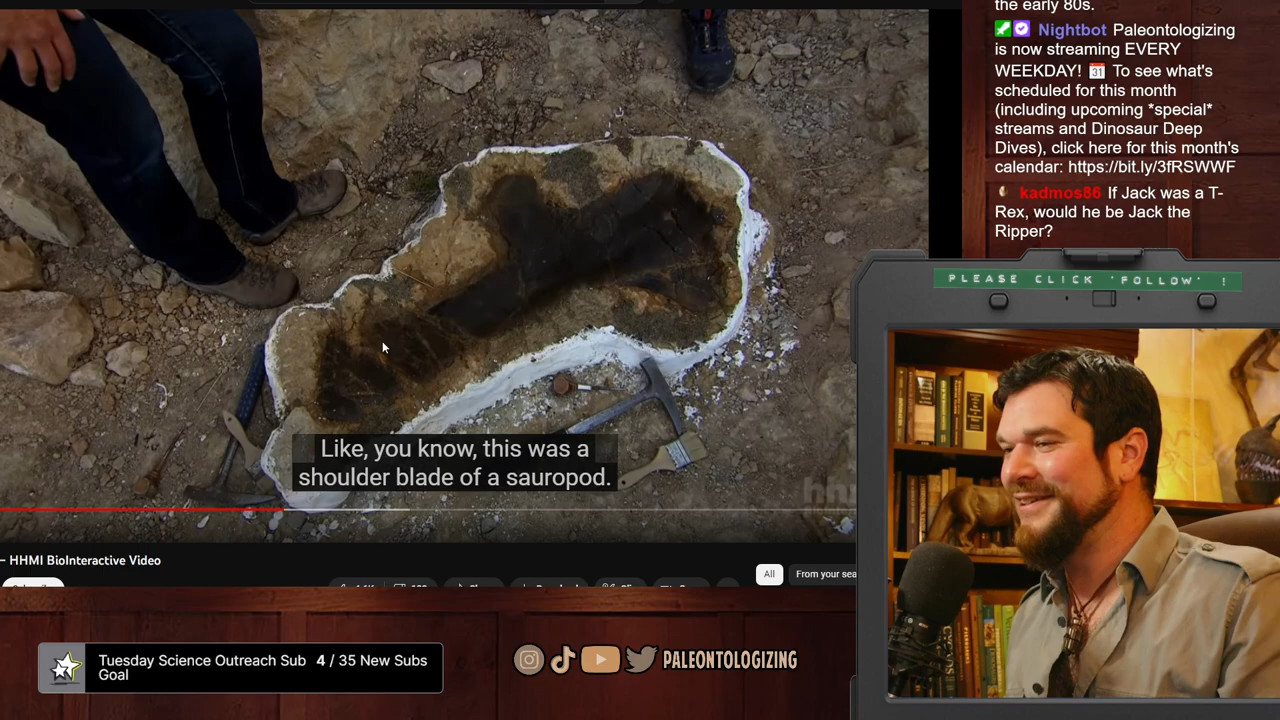 the early 80s.
Nightbot Paleontologizing
is now streaming EVERY
WEEKDAY! To see what's
scheduled for this month
(including upcoming *special*
streams and Dinosaur Deep
Dives), click here for this month's
calendar: https://bit.ly/3fRSWWF
kadmos86 If Jack was a T-
Rex, would he be Jack the
Ripper?
PLEASE CLICK "FOLLOW" !
Like, you know, this was a
shoulder blade of a sauropod.
– HHMI BioInteractive Video
All From your sea
Tuesday Science Outreach Sub 4 / 35 New Subs
Goal
PALEONTOLOGIZING